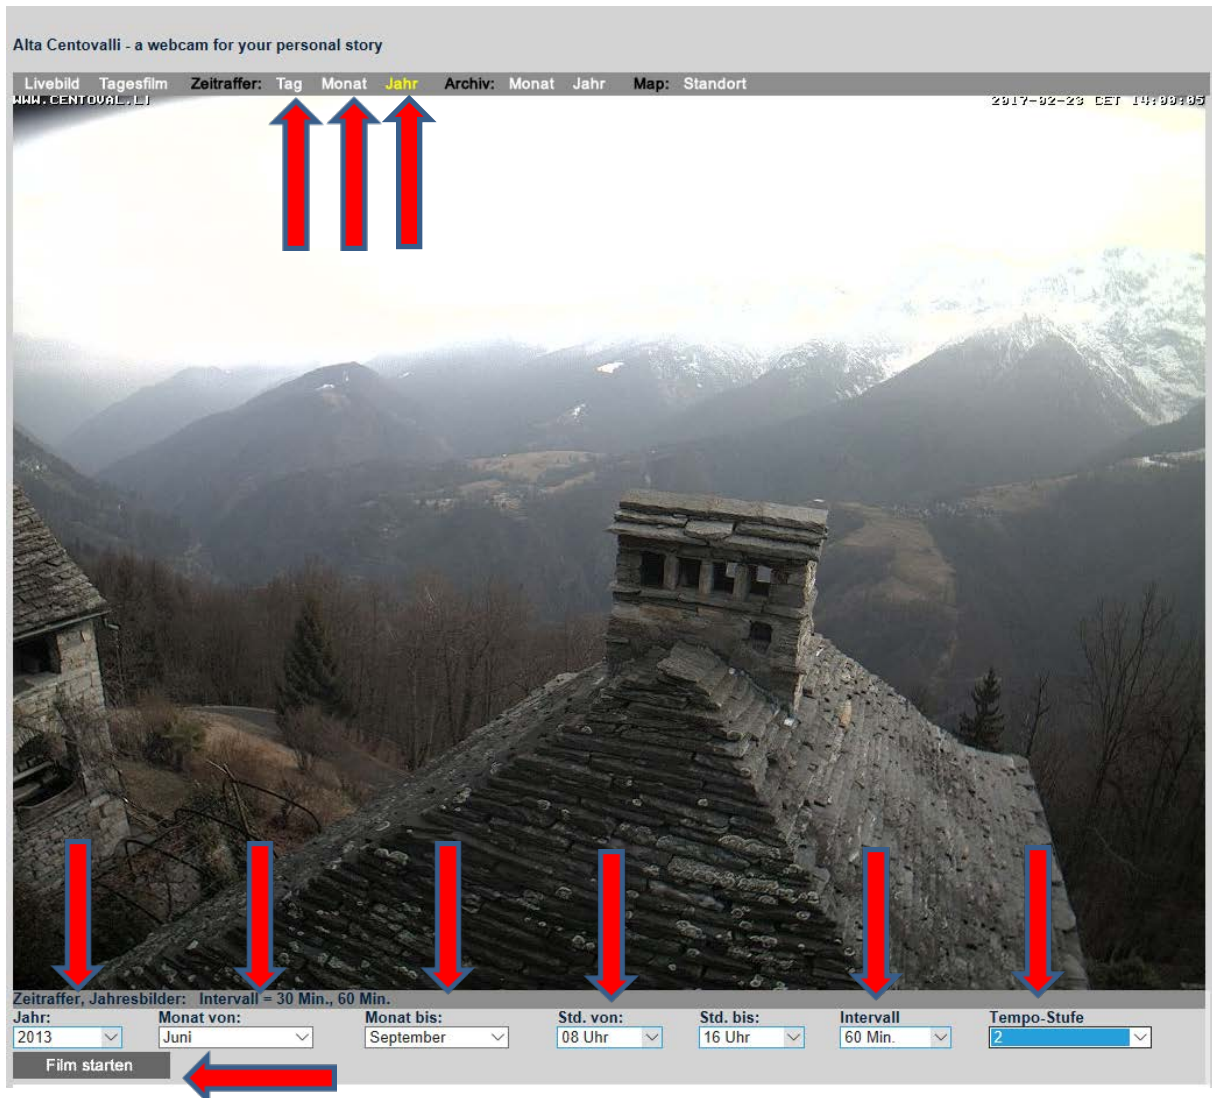 Alta Centovalli - a webcam for your personal story
Livebild Tagesfilm Zeitraffer: Tag Monat Jahr Archiv: Monat Jahr Map: Standort
WWW.CENTOVAL.LI 2017-02-23 CET 14:00:05
Zeitraffer, Jahresbilder: Intervall = 30 Min., 60 Min.
Jahr: Monat von: Monat bis: Std. von: Std. bis: Intervall Tempo-Stufe
2013 Juni September 08 Uhr 16 Uhr 60 Min. 2
Film starten